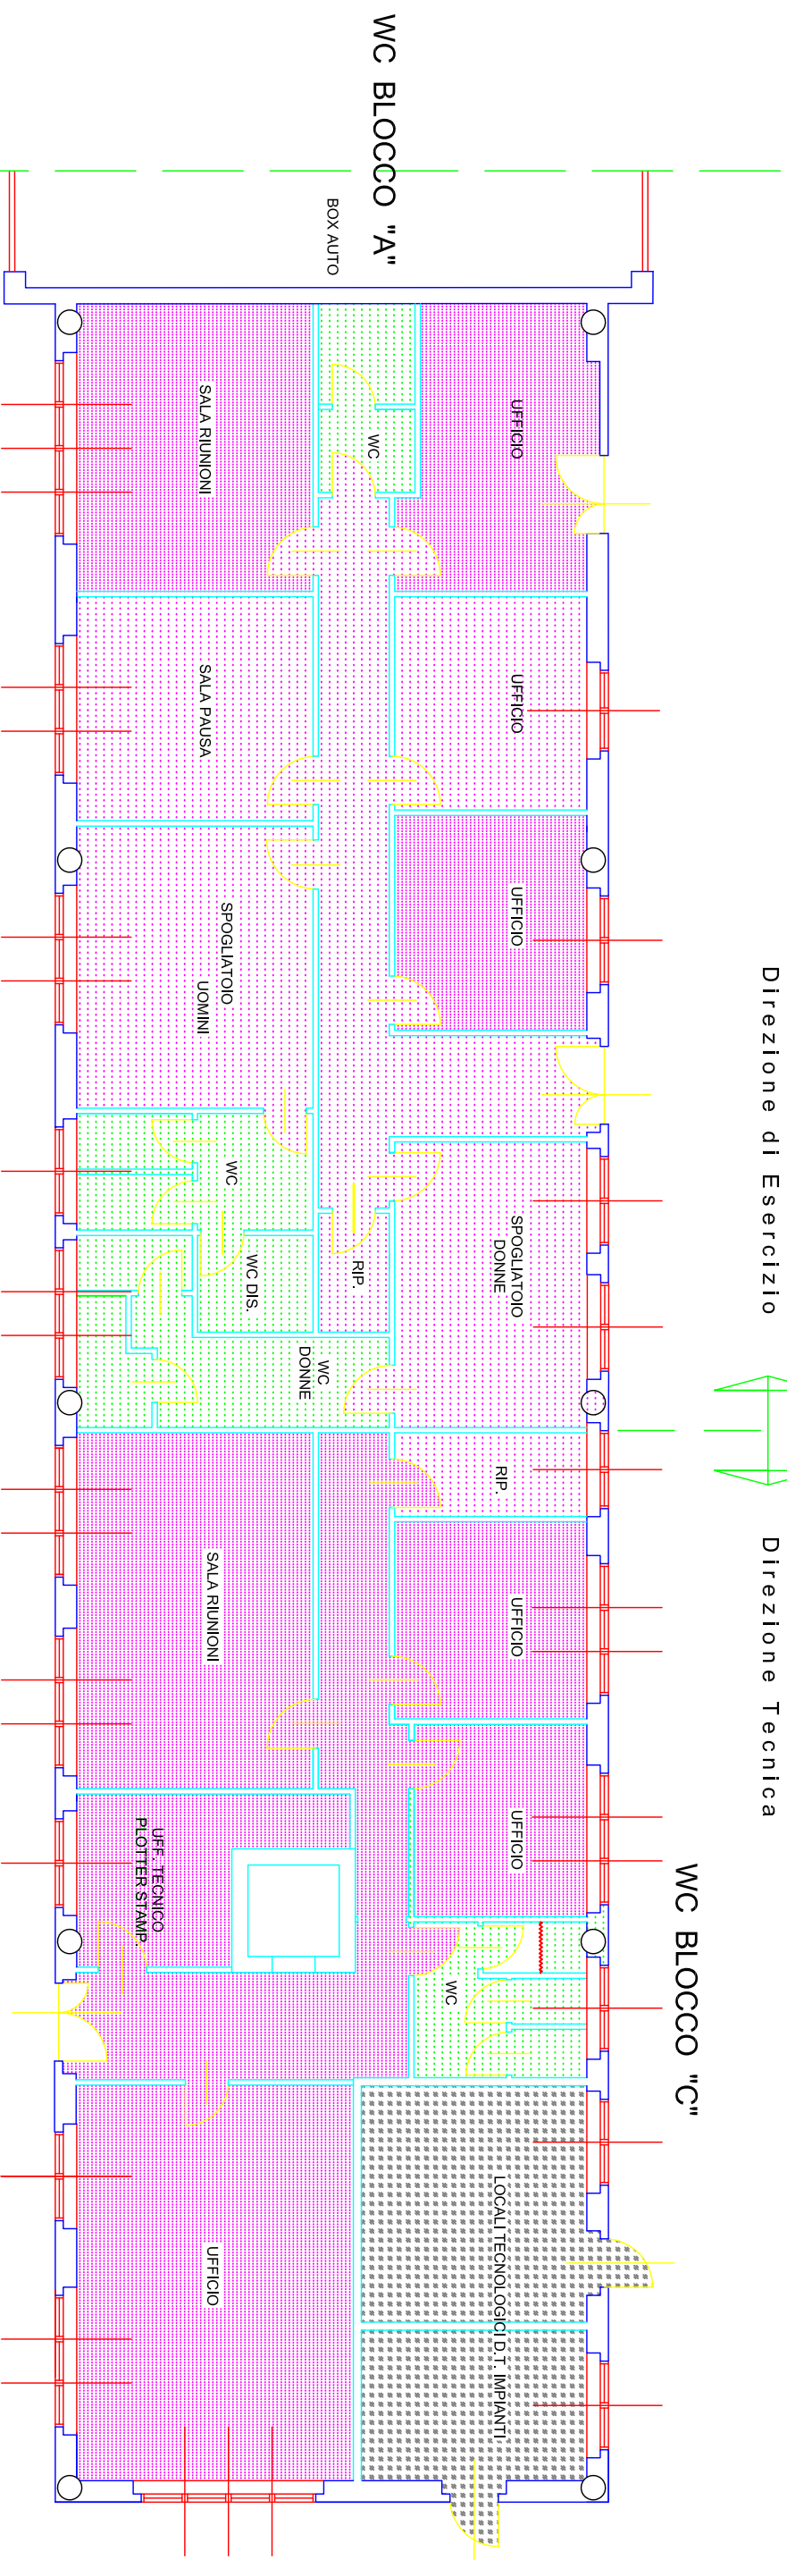 WC BLOCCO "A"
BOX AUTO
SALA RIUNIONI
WC
UFFICIO
SALA PAUSA
UFFICIO
SPOGLIATOIO
UOMINI
UFFICIO
Direzione di Esercizio
WC
WC DIS.
RIP.
SPOGLIATOIO
DONNE
WC
DONNE
RIP.
Direzione Tecnica
SALA RIUNIONI
UFFICIO
UFFICIO
UFF. TECNICO
PLOTTER STAMP.
WC
WC BLOCCO "C"
UFFICIO
LOCALI TECNOLOGICI D.T. IMPIANTI